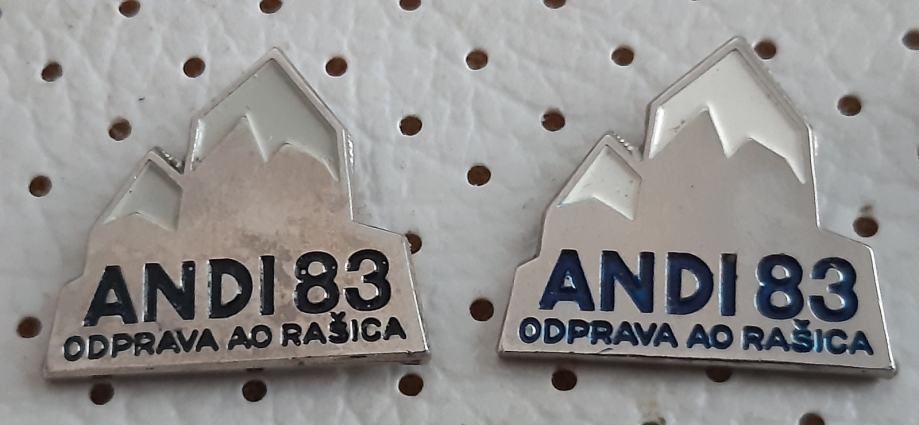 ANDI 83
ODPRAVA AO RAŠICA
ANDI 83
ODPRAVA AO RAŠICA